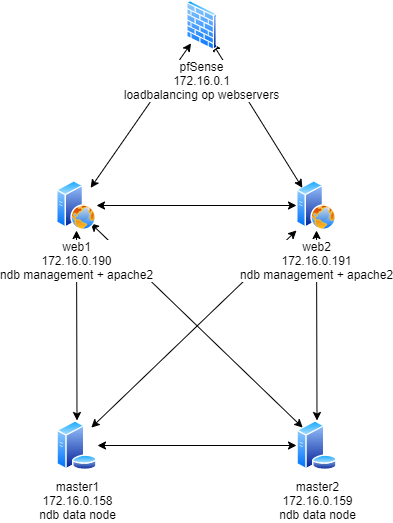 pfSense
172.16.0.1
loadbalancing op webservers
web1
172.16.0.190
ndb management + apache2
web2
172.16.0.191
ndb management + apache2
master1
172.16.0.158
ndb data node
master2
172.16.0.159
ndb data node